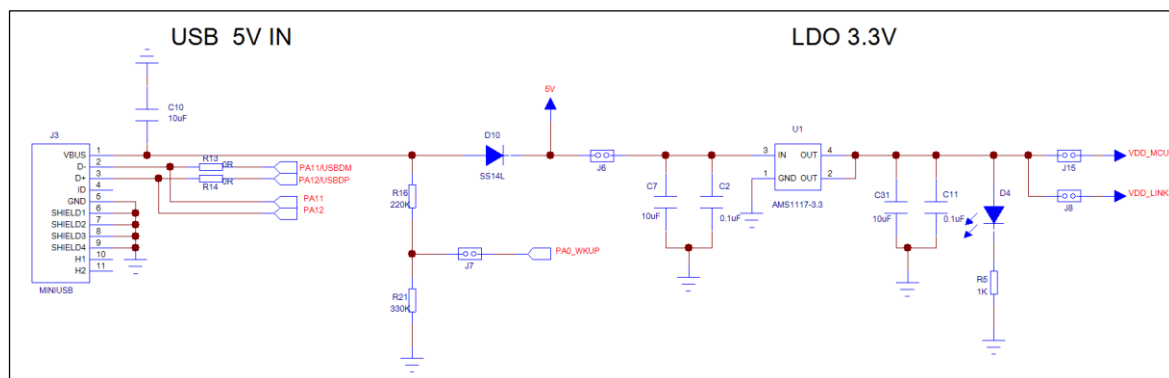 USB 5V IN
LDO 3.3V
C10
10uF
5V
J3
D10
U1
VBUS 1
R13
0R
PA11/USBDM
SS14L
J6
3 IN OUT 4
J15
VDD_MCU
D- 2
D+ 3
R14
0R
PA12/USBDP
1 GND OUT 2
ID 4
GND 5
PA11
PA12
R16
220K
C7
10uF
C2
0.1uF
AMS1117-3.3
C31
10uF
C11
0.1uF
D4
J8
VDD_LINK
SHIELD1 6
SHIELD2 7
SHIELD3 8
SHIELD4 9
H1 10
H2 11
MINIUSB
J7
PA0_WKUP
R21
330K
R5
1K